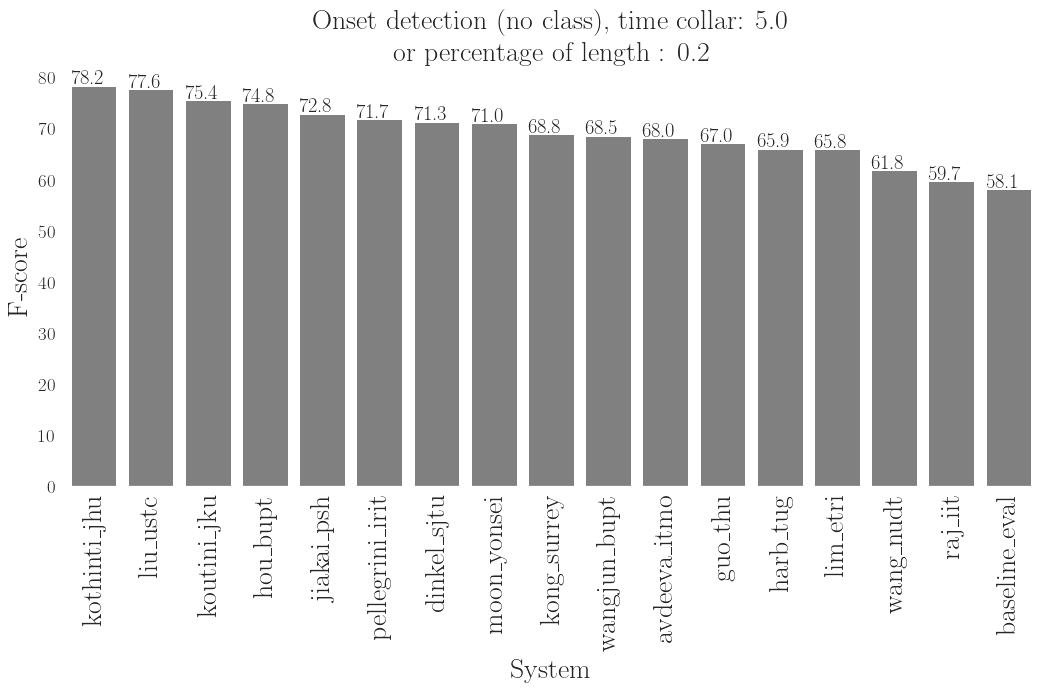 Onset detection (no class), time collar: 5.0
or percentage of length : 0.2
F-score
80
70
60
50
40
30
20
10
0
78.2
77.6
75.4
74.8
72.8
71.7
71.3
71.0
68.8
68.5
68.0
67.0
65.9
65.8
61.8
59.7
58.1
kothinti_jhu
liu_ustc
koutini_jku
hou_bupt
jiakai_psh
pellegrini_irit
dinkel_sjtu
moon_yonsei
kong_surrey
wangjun_bupt
avdeeva_itmo
guo_thu
harb_tug
lim_etri
wang_nudt
raj_iit
baseline_eval
System